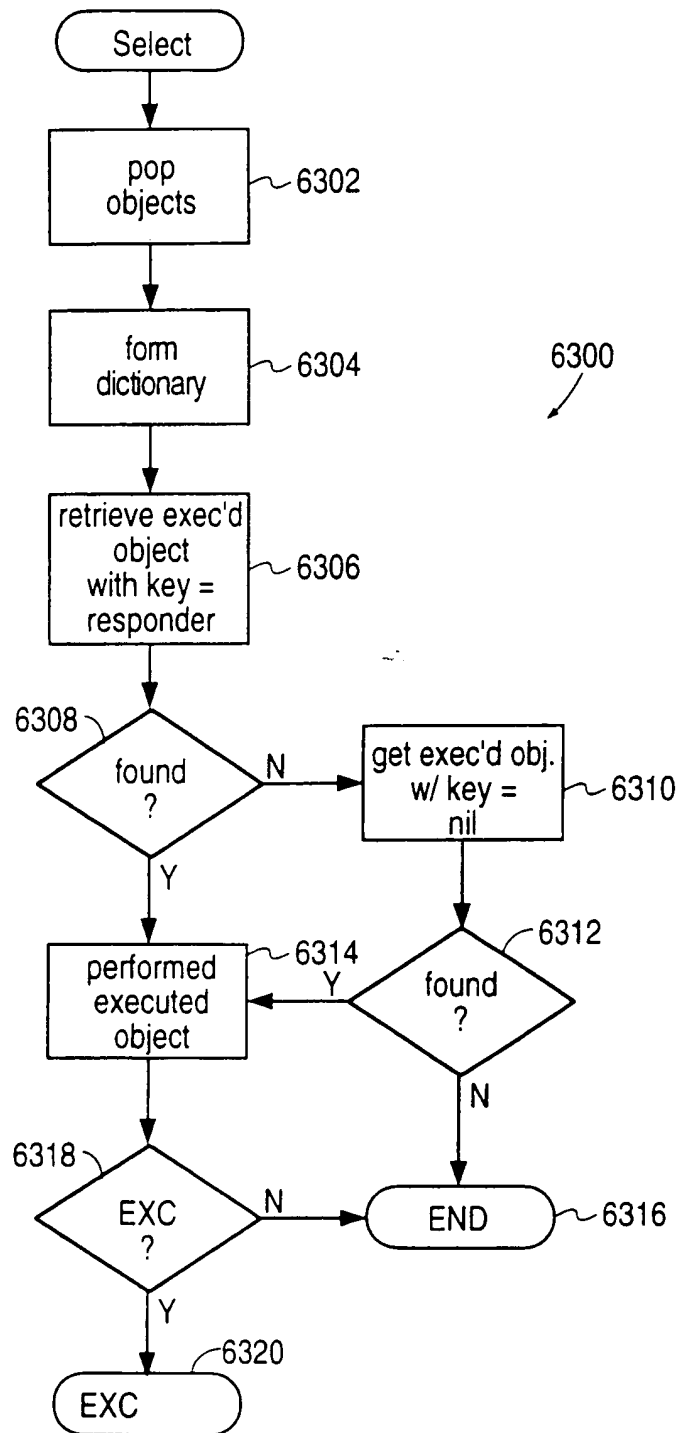 Select
pop
objects
6302
form
dictionary
6304
6300
retrieve exec'd
object
with key =
responder
6306
6308
found
?
N
Y
get exec'd obj.
w/ key =
nil
6310
6312
found
?
Y
N
6314
performed
executed
object
6318
EXC
?
N
Y
END
6316
6320
EXC